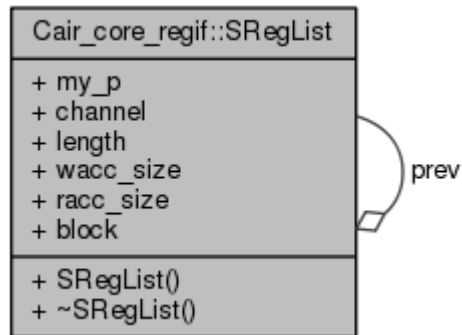 Cair_core_regif::SRegList
+ my_p
+ channel
+ length
+ wacc_size
+ racc_size
+ block
+ SRegList()
+ ~SRegList()
prev